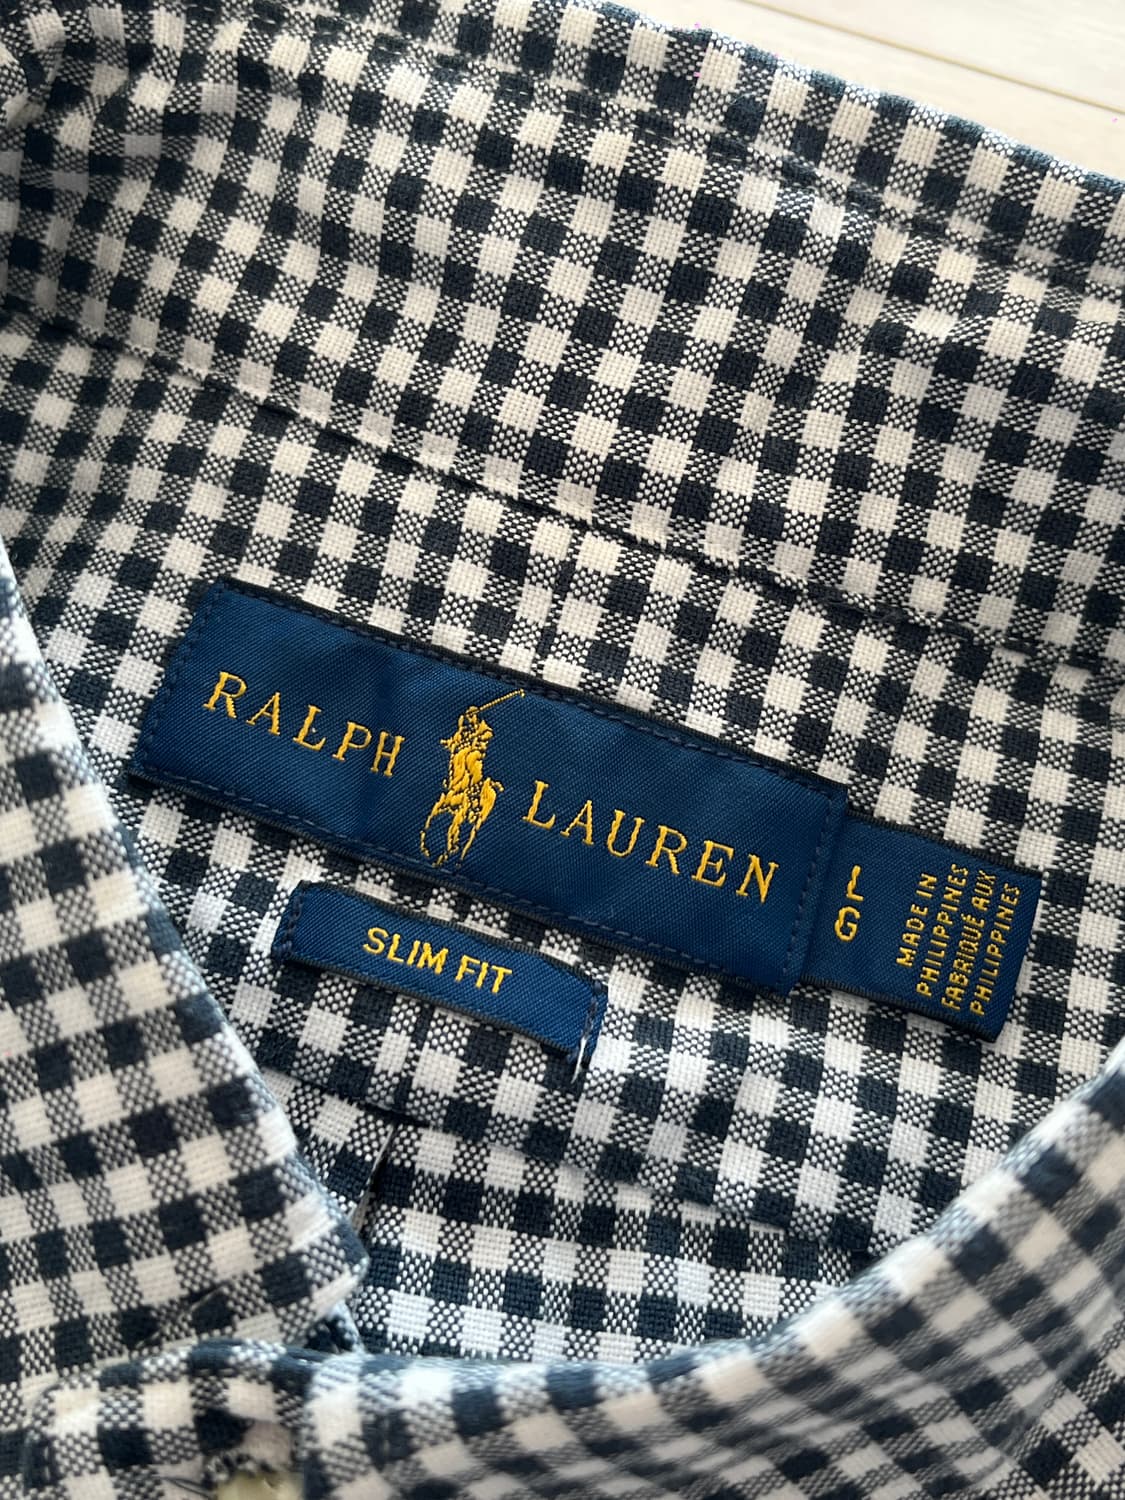 RALPH LAUREN
L
G
MADE IN
PHILIPPINES
FABRIQUÉ AUX
PHILIPPINES
SLIM FIT